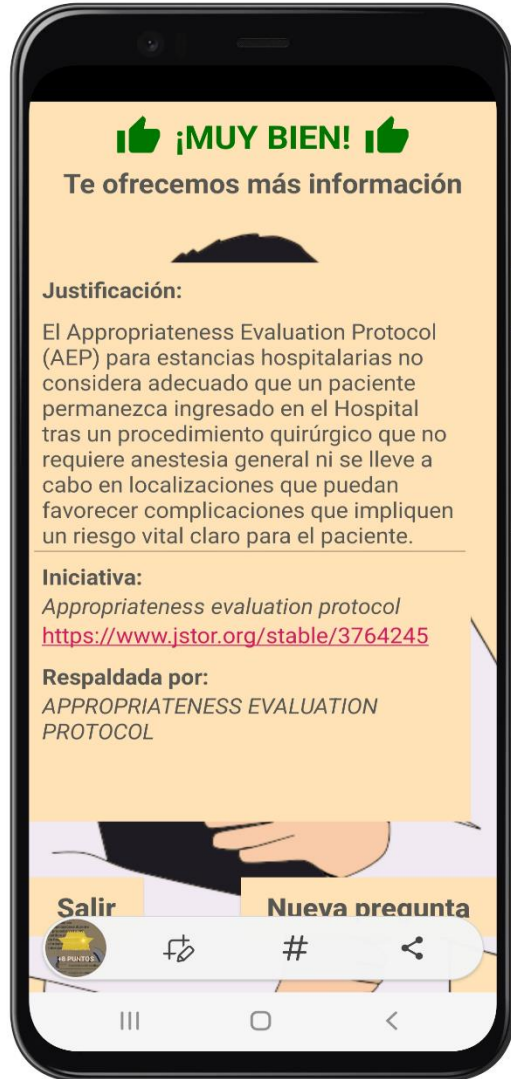 ¡MUY BIEN!
Te ofrecemos más información
Justificación:
El Appropriateness Evaluation Protocol
(AEP) para estancias hospitalarias no
considera adecuado que un paciente
permanezca ingresado en el Hospital
tras un procedimiento quirúrgico que no
requiere anestesia general ni se lleve a
cabo en localizaciones que puedan
favorecer complicaciones que impliquen
un riesgo vital claro para el paciente.
Iniciativa:
Appropriateness evaluation protocol
https://www.jstor.org/stable/3764245
Respaldada por:
APPROPRIATENESS EVALUATION
PROTOCOL
Salir
Nueva pregunta
PUNTOS
#